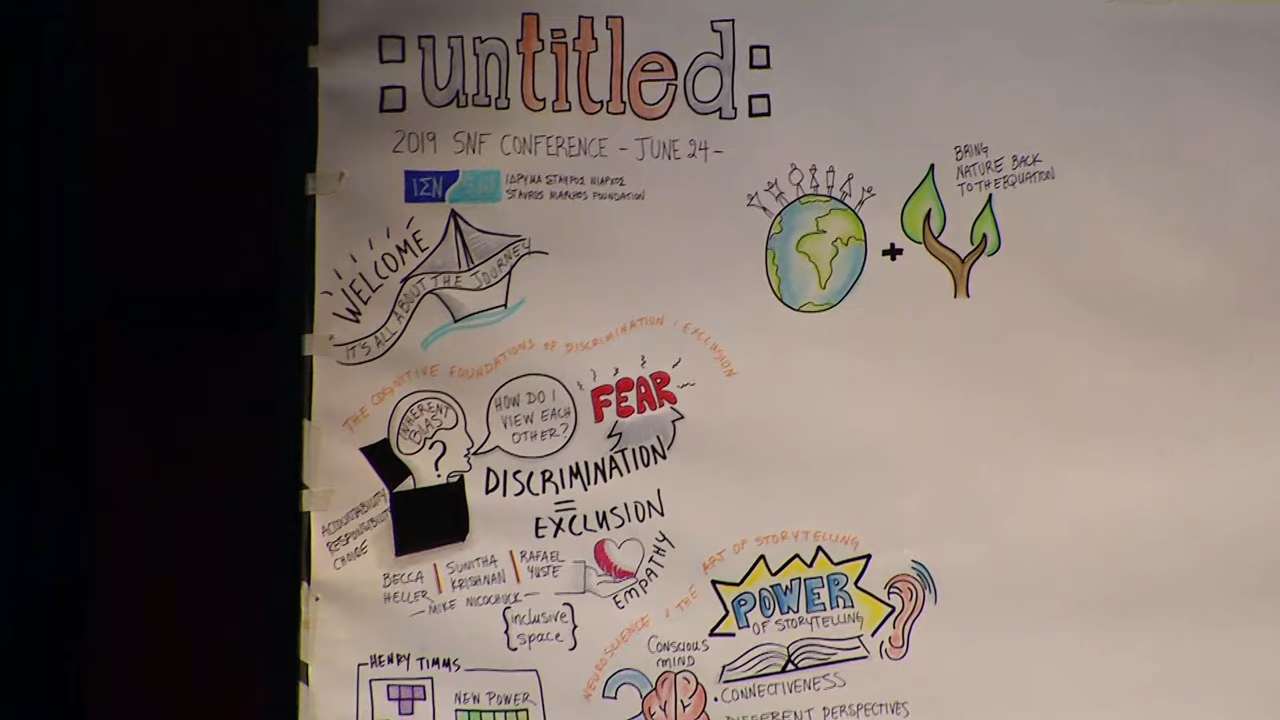 :untitled:
2019 SNF CONFERENCE - JUNE 24 -
ΙΣΝ
ΙΔΡΥΜΑ ΣΤΑΥΡΟΣ ΝΙΑΡΧΟΣ
STAVROS NIARCHOS FOUNDATION
WELCOME
IT'S ALL ABOUT THE JOURNEY
BRING
NATURE BACK
TO THE EQUATION
+
THE COGNITIVE FOUNDATIONS OF DISCRIMINATION & EXCLUSION
INHERENT
BIAS
?
HOW DO I
VIEW EACH
OTHER?
FEAR
DISCRIMINATION
=
EXCLUSION
ACCOUNTABILITY
RESPONSIBILITY
CHOICE
BECCA
HELLER
SUNITHA
KRISHNAN
RAFAEL
YUSTE
- MIKE NICOCHUCK -
EMPATHY
{inclusive
space}
NEUROSCIENCE & THE ART OF STORYTELLING
POWER
OF STORYTELLING
CONSCIOUS
MIND
• CONNECTIVENESS
DIFFERENT PERSPECTIVES
HENRY TIMMS
NEW POWER